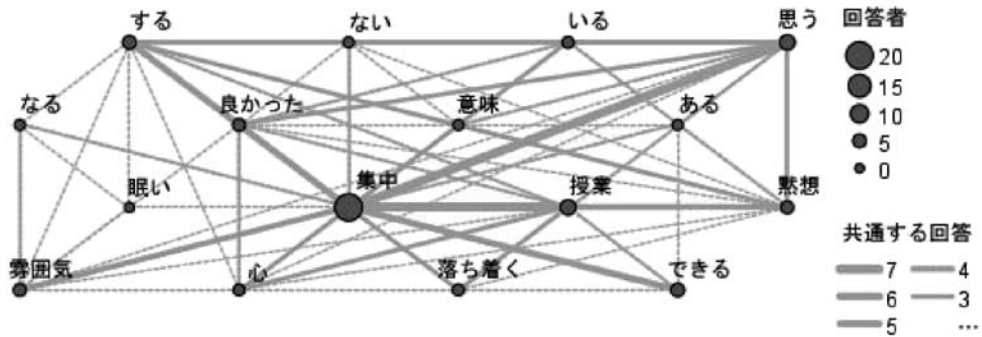 する ない いる 思う 回答者
20
15
なる 良かった 意味 ある 10
5
0
眠い 集中 授業 黙想
共通する回答
雰囲気 心 落ち着く できる 7 4
6 3
5 ...